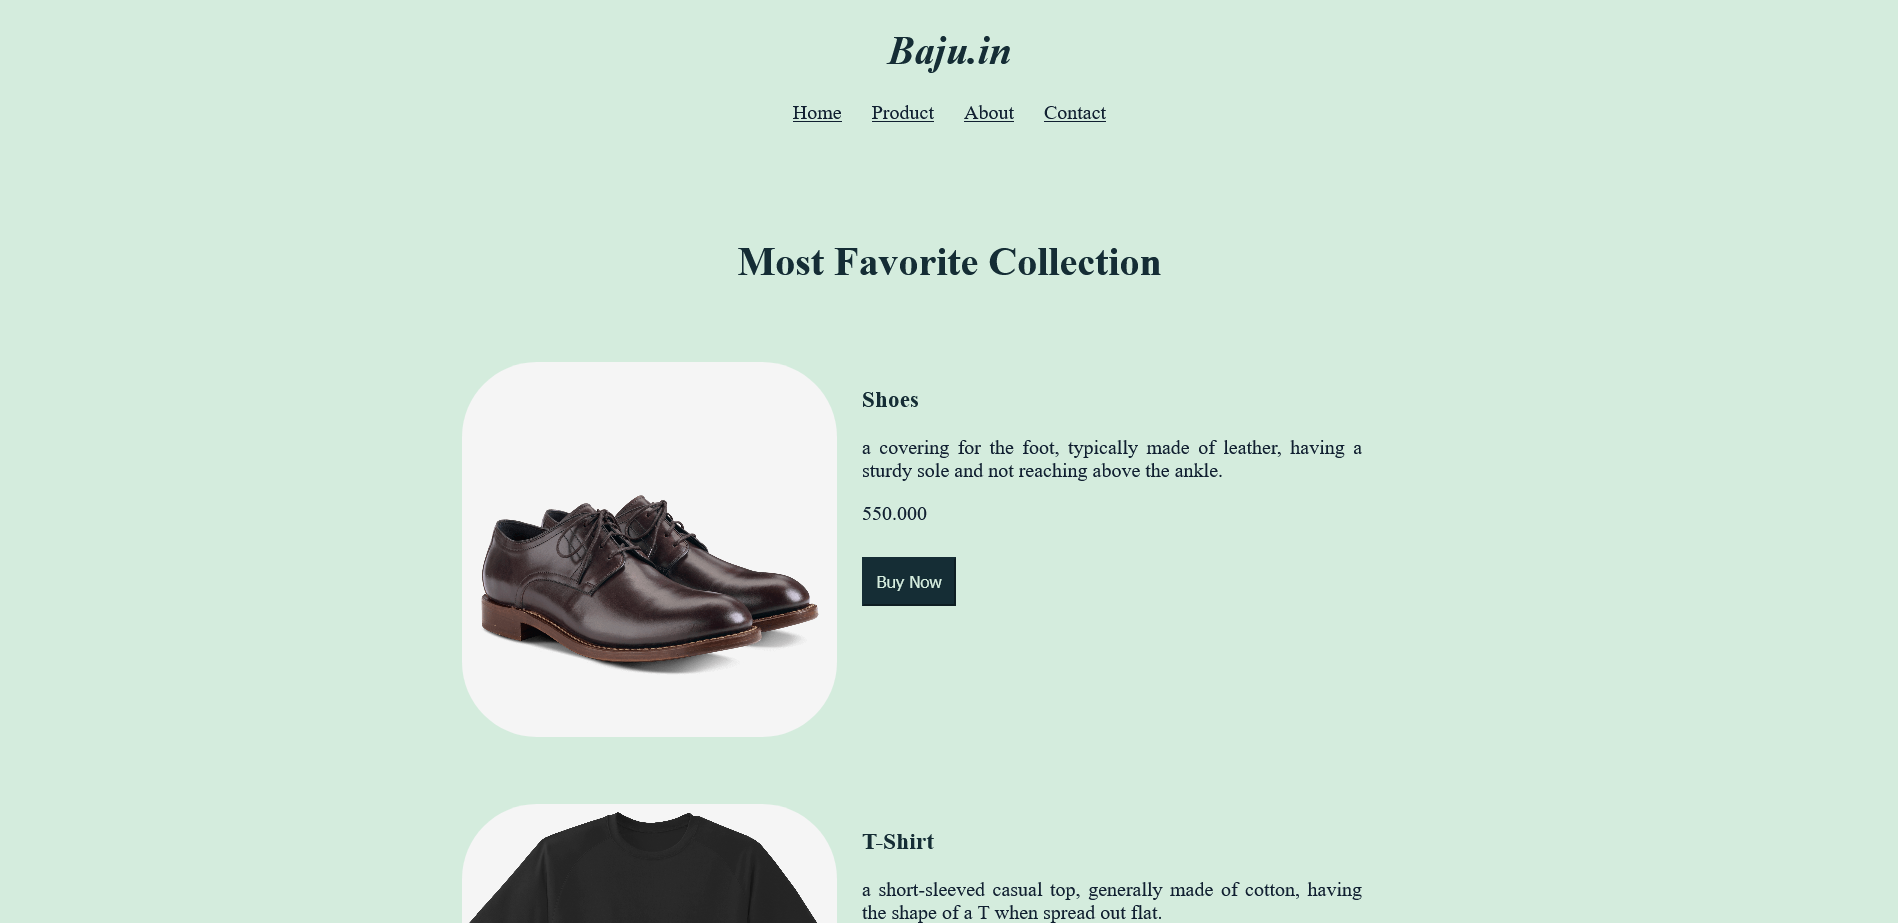 Baju.in
Home Product About Contact
Most Favorite Collection
Shoes
a covering for the foot, typically made of leather, having a
sturdy sole and not reaching above the ankle.
550.000
Buy Now
T-Shirt
a short-sleeved casual top, generally made of cotton, having
the shape of a T when spread out flat.